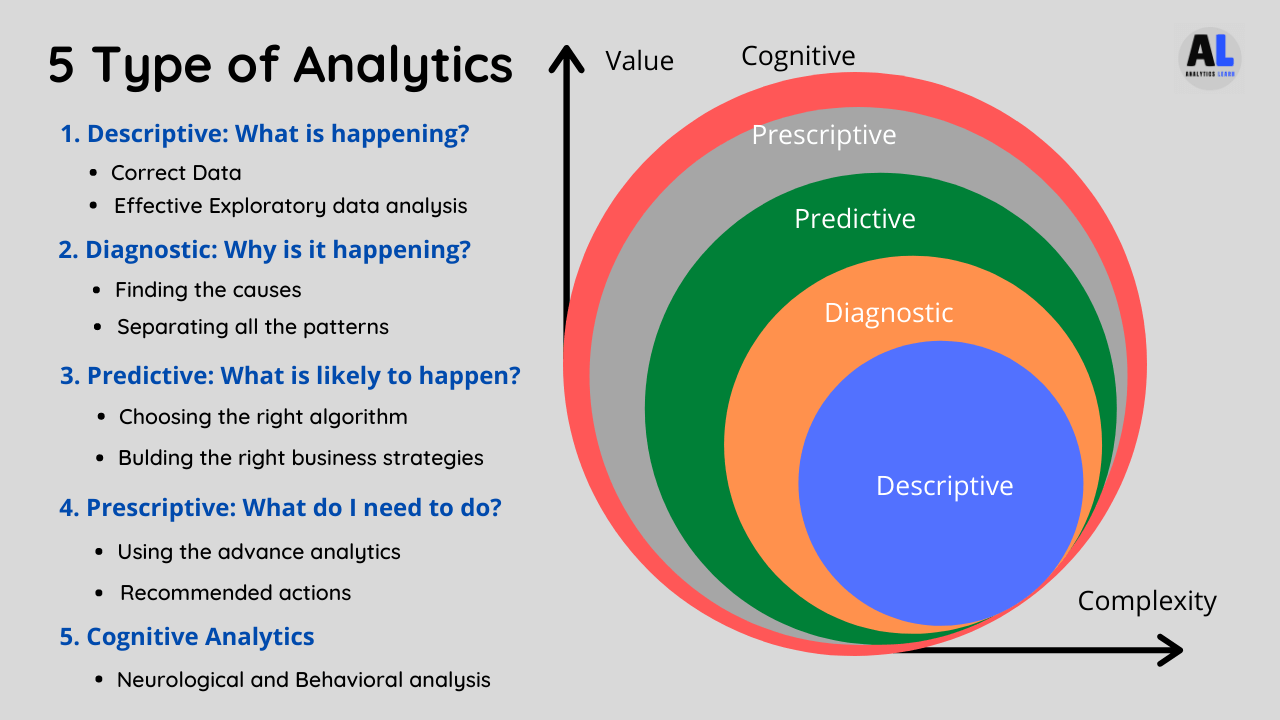 5 Type of Analytics
1. Descriptive: What is happening?
• Correct Data
• Effective Exploratory data analysis
2. Diagnostic: Why is it happening?
• Finding the causes
• Separating all the patterns
3. Predictive: What is likely to happen?
• Choosing the right algorithm
• Bulding the right business strategies
4. Prescriptive: What do I need to do?
• Using the advance analytics
• Recommended actions
5. Cognitive Analytics
• Neurological and Behavioral analysis
Value
Cognitive
Prescriptive
Predictive
Diagnostic
Descriptive
Complexity
AL
ANALYTICS LEARN